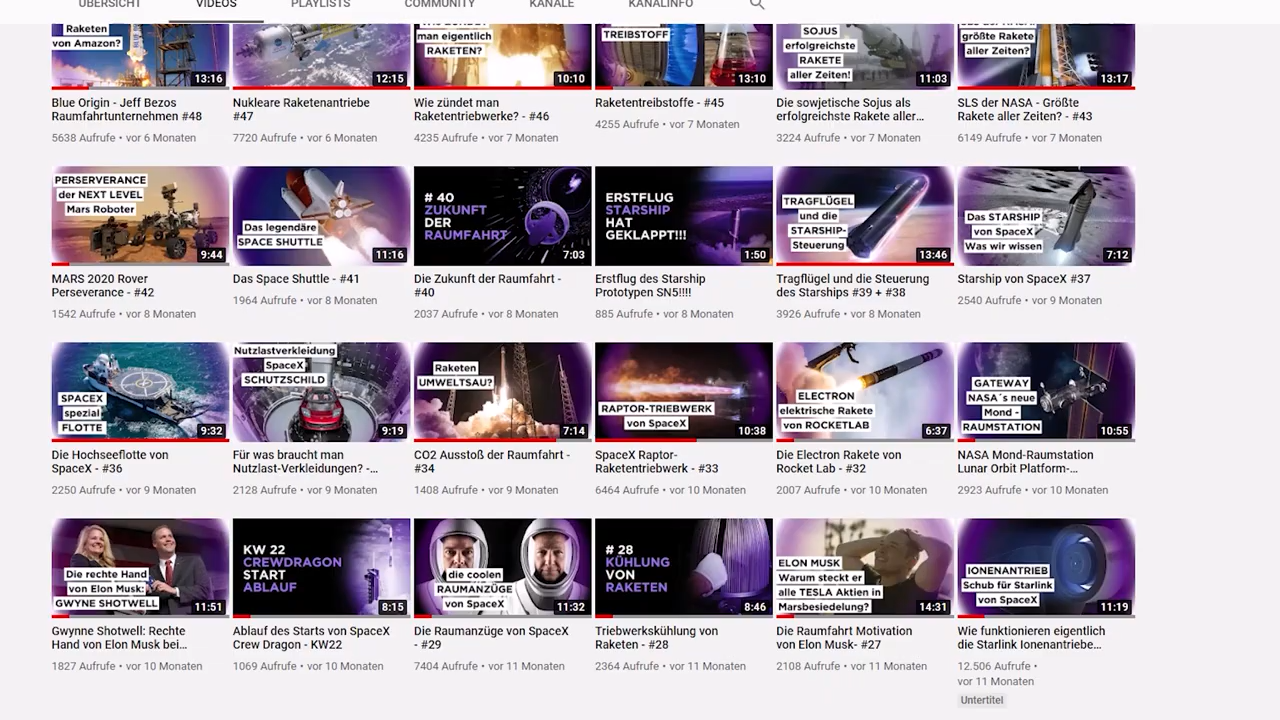 ÜBERSICHT VIDEOS PLAYLISTS COMMUNITY KANÄLE KANALINFO
Raketen
von Amazon?
13:16
12:15
man eigentlich
RAKETEN?
10:10
TREIBSTOFF
13:10
SOJUS
erfolgreichste
RAKETE
aller Zeiten!
11:03
größte Rakete
aller Zeiten?
13:17
Blue Origin - Jeff Bezos
Raumfahrtunternehmen #48
5638 Aufrufe • vor 6 Monaten
Nukleare Raketenantriebe
#47
7720 Aufrufe • vor 6 Monaten
Wie zündet man
Raketentriebwerke? - #46
4235 Aufrufe • vor 7 Monaten
Raketentreibstoffe - #45
4255 Aufrufe • vor 7 Monaten
Die sowjetische Sojus als
erfolgreichste Rakete aller...
3224 Aufrufe • vor 7 Monaten
SLS der NASA - Größte
Rakete aller Zeiten? - #43
6149 Aufrufe • vor 7 Monaten
PERSEVERANCE
der NEXT LEVEL
Mars Roboter
9:44
Das legendäre
SPACE SHUTTLE
11:16
# 40
ZUKUNFT
DER
RAUMFAHRT
7:03
ERSTFLUG
STARSHIP
HAT
GEKLAPPT!!!
1:50
TRAGFLÜGEL
und die
STARSHIP-
Steuerung
13:46
Das STARSHIP
von SpaceX
Was wir wissen
7:12
MARS 2020 Rover
Perseverance - #42
1542 Aufrufe • vor 8 Monaten
Das Space Shuttle - #41
1964 Aufrufe • vor 8 Monaten
Die Zukunft der Raumfahrt -
#40
2037 Aufrufe • vor 8 Monaten
Erstflug des Starship
Prototypen SN5!!!!
885 Aufrufe • vor 8 Monaten
Tragflügel und die Steuerung
des Starships #39 + #38
3926 Aufrufe • vor 8 Monaten
Starship von SpaceX #37
2540 Aufrufe • vor 9 Monaten
SPACEX
spezial
FLOTTE
9:32
Nutzlastverkleidung
SpaceX
SCHUTZSCHILD
9:19
Raketen
UMWELTSAU?
7:14
RAPTOR-TRIEBWERK
von SpaceX
10:38
ELECTRON
elektrische Rakete
von ROCKETLAB
6:37
GATEWAY
NASA´s neue
Mond -
RAUMSTATION
10:55
Die Hochseeflotte von
SpaceX - #36
2250 Aufrufe • vor 9 Monaten
Für was braucht man
Nutzlast-Verkleidungen? -...
2128 Aufrufe • vor 9 Monaten
CO2 Ausstoß der Raumfahrt -
#34
1408 Aufrufe • vor 9 Monaten
SpaceX Raptor-
Raketentriebwerk - #33
6464 Aufrufe • vor 10 Monaten
Die Electron Rakete von
Rocket Lab - #32
2007 Aufrufe • vor 10 Monaten
NASA Mond-Raumstation
Lunar Orbit Platform-...
2923 Aufrufe • vor 10 Monaten
Die rechte Hand
von Elon Musk:
GWYNE SHOTWELL
11:51
KW 22
CREWDRAGON
START
ABLAUF
8:15
die coolen
RAUMANZÜGE
von SpaceX
11:32
# 28
KÜHLUNG
VON
RAKETEN
8:46
ELON MUSK
Warum steckt er
alle TESLA Aktien in
Marsbesiedelung?
14:31
IONENANTRIEB
Schub für Starlink
von SpaceX
11:19
Gwynne Shotwell: Rechte
Hand von Elon Musk bei...
1827 Aufrufe • vor 10 Monaten
Ablauf des Starts von SpaceX
Crew Dragon - KW22
1069 Aufrufe • vor 10 Monaten
Die Raumanzüge von SpaceX
- #29
7404 Aufrufe • vor 11 Monaten
Triebwerkskühlung von
Raketen - #28
2364 Aufrufe • vor 11 Monaten
Die Raumfahrt Motivation
von Elon Musk- #27
2108 Aufrufe • vor 11 Monaten
Wie funktionieren eigentlich
die Starlink Ionenantriebe...
12.506 Aufrufe •
vor 11 Monaten
Untertitel